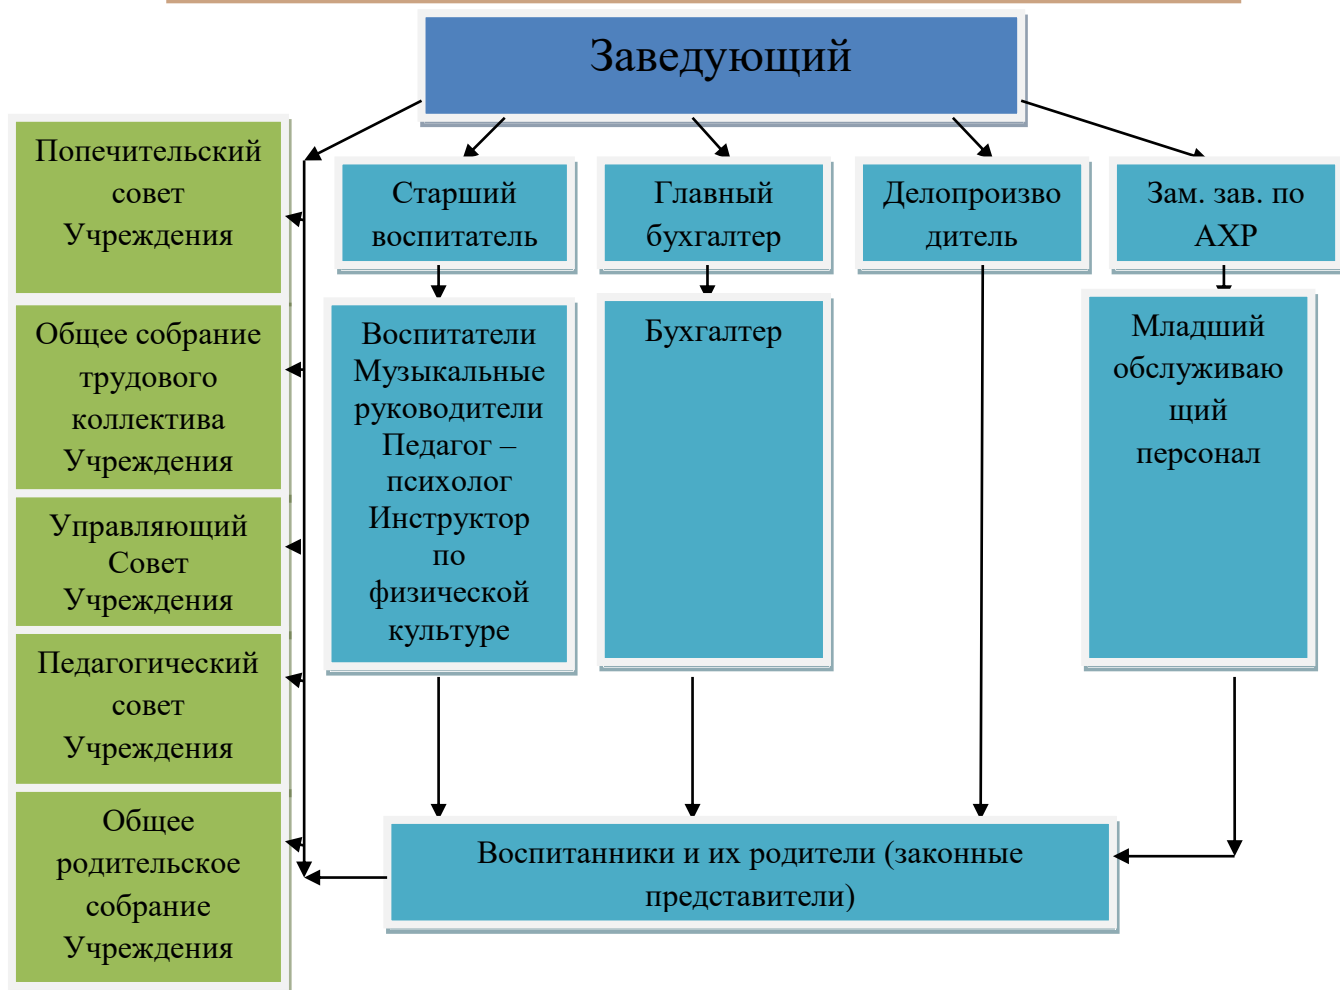 Заведующий
Попечительский
совет
Учреждения
Общее собрание
трудового
коллектива
Учреждения
Управляющий
Совет
Учреждения
Педагогический
совет
Учреждения
Общее
родительское
собрание
Учреждения
Старший
воспитатель
Главный
бухгалтер
Делопроизво
дитель
Зам. зав. по
АХР
Воспитатели
Музыкальные
руководители
Педагог –
психолог
Инструктор
по
физической
культуре
Бухгалтер
Младший
обслуживаю
щий
персонал
Воспитанники и их родители (законные
представители)